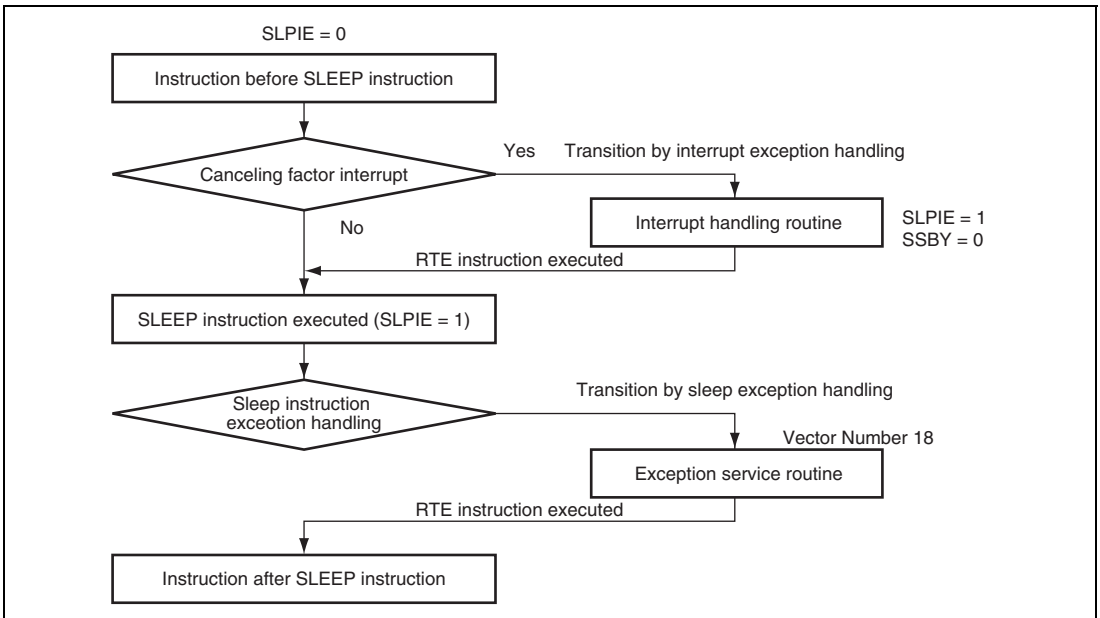 SLPIE = 0
Instruction before SLEEP instruction
Canceling factor interrupt
Yes
Transition by interrupt exception handling
Interrupt handling routine
SLPIE = 1
SSBY = 0
No
RTE instruction executed
SLEEP instruction executed (SLPIE = 1)
Sleep instruction
exceotion handling
Transition by sleep exception handling
Vector Number 18
Exception service routine
RTE instruction executed
Instruction after SLEEP instruction